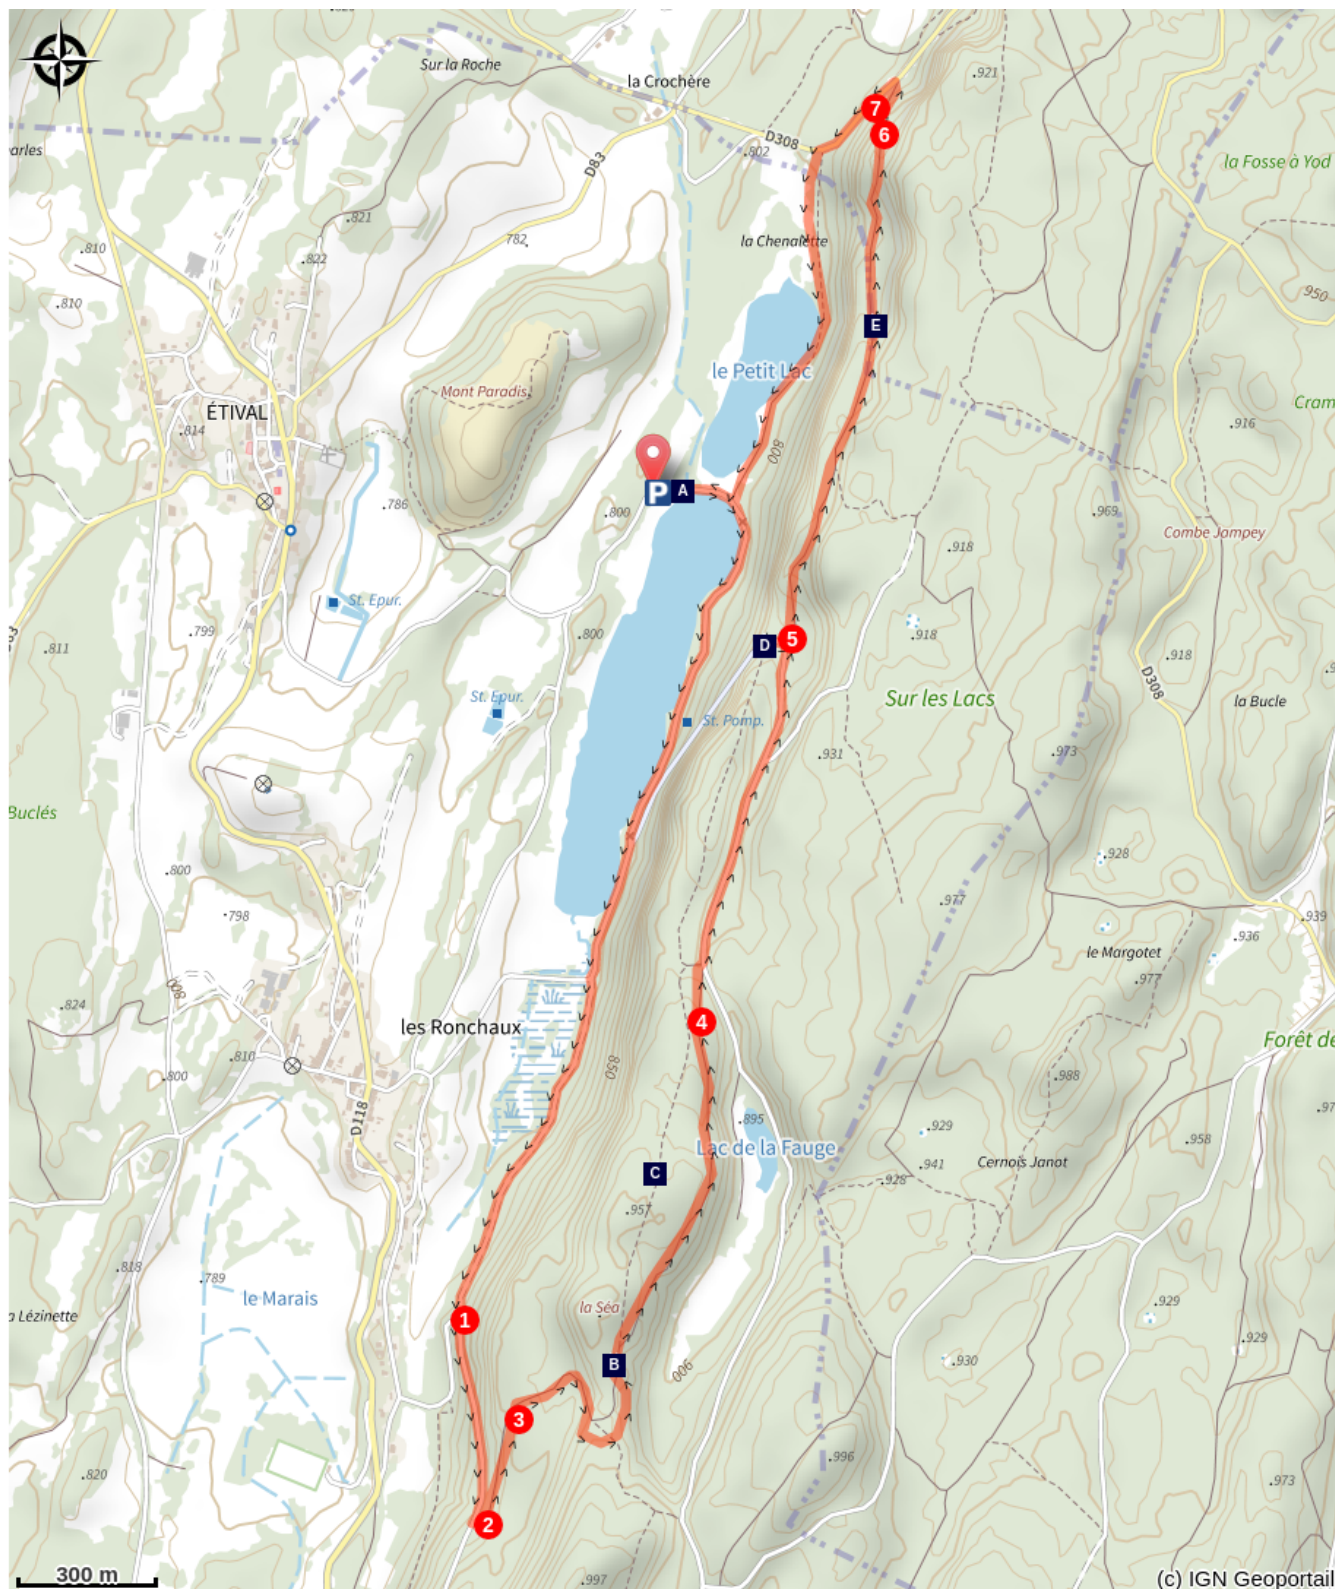 Sur la Roche
la Crochère
.921
arles
D308
.802
D83
7
6
la Fosse à Yod
.821
.810
782.
.822
la Chenalette
950
.810
E
le Petit Lac
Mont Paradis
Cram
ÉTIVAL
.814
.916
008
P
A
.786
.800
.969
Combe Jampey
.918
St. Epur.
.799
.800
.918
.811
5
D
.918
D308
St. Epur.
Sur les Lacs
la Bucle
St. Pomp.
.931
.973
Buclés
.928
.800
.977
.798
.939
.936
le Margotet
.977
800
.824
les Ronchaux
4
Forêt de
.810
850
.800
.988
D118
.895
.929
Lac de la Fauge
.958
.941
Cernois Janot
C
.928
.957
.818
.789
le Marais
la Séa
.929
a Lézinette
1
.929
B
900
.930
3
.996
.820
.973
2
300 m
.997
(c) IGN Geoportail